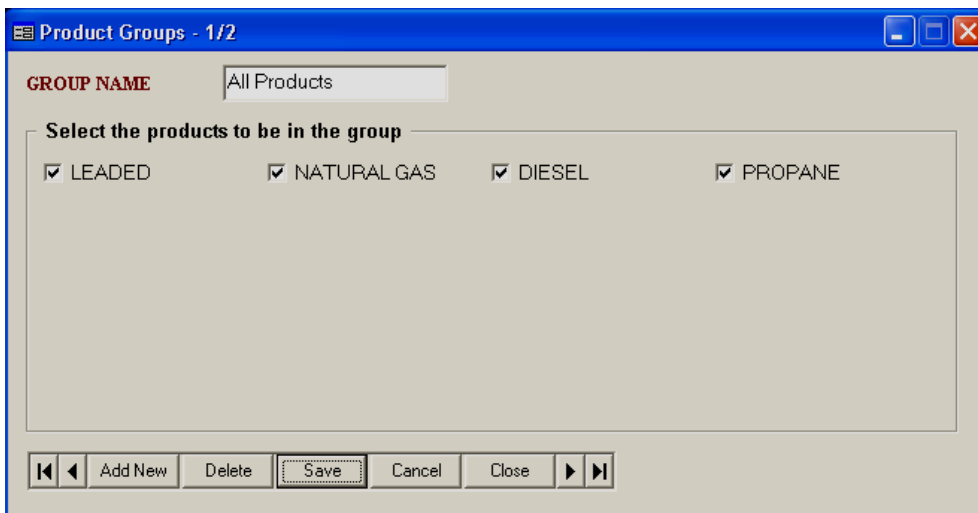 Product Groups - 1/2
GROUP NAME All Products
Select the products to be in the group
LEADED NATURAL GAS DIESEL PROPANE
Add New Delete Save Cancel Close